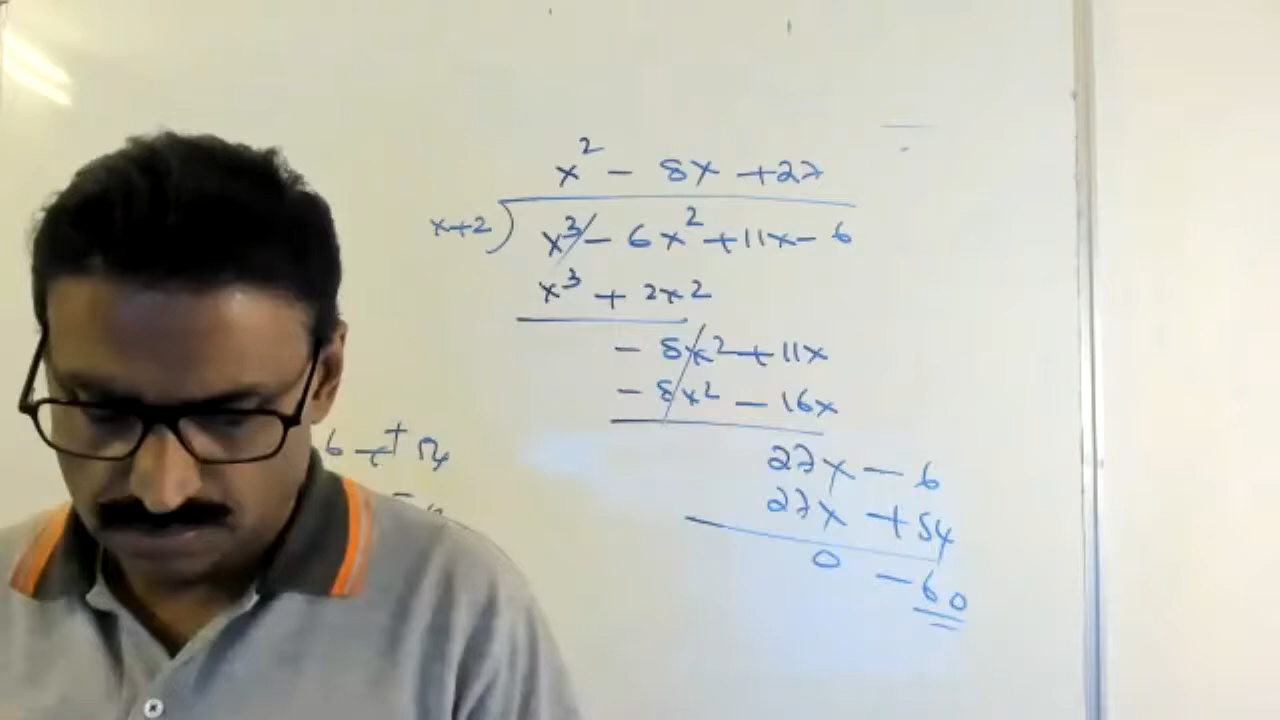 x² - 8x + 27
x+2 ) x³ - 6x² + 11x - 6
x³ + 2x2
- 8x² + 11x
- 8x² - 16x
27x - 6
27x + 54
0 - 60